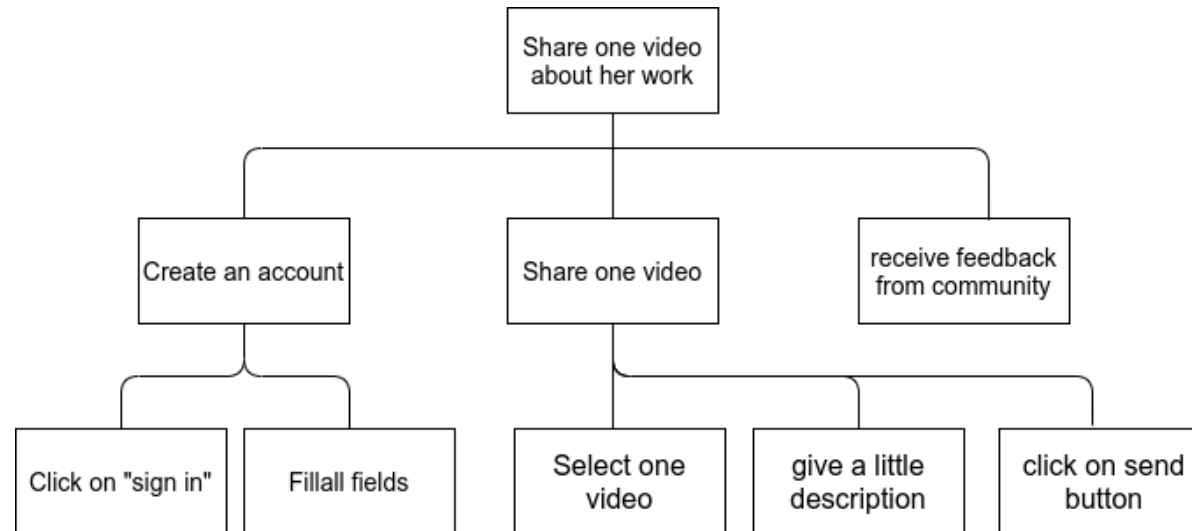 Share one video
about her work
Create an account
Share one video
receive feedback
from community
Click on "sign in"
Fillall fields
Select one
video
give a little
description
click on send
button